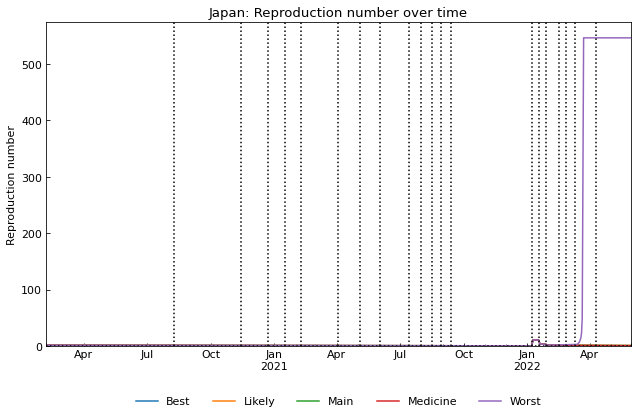 Japan: Reproduction number over time
Reproduction number
500
400
300
200
100
0
Apr Jul Oct Jan Apr Jul Oct Jan Apr
2021 2022
Best Likely Main Medicine Worst